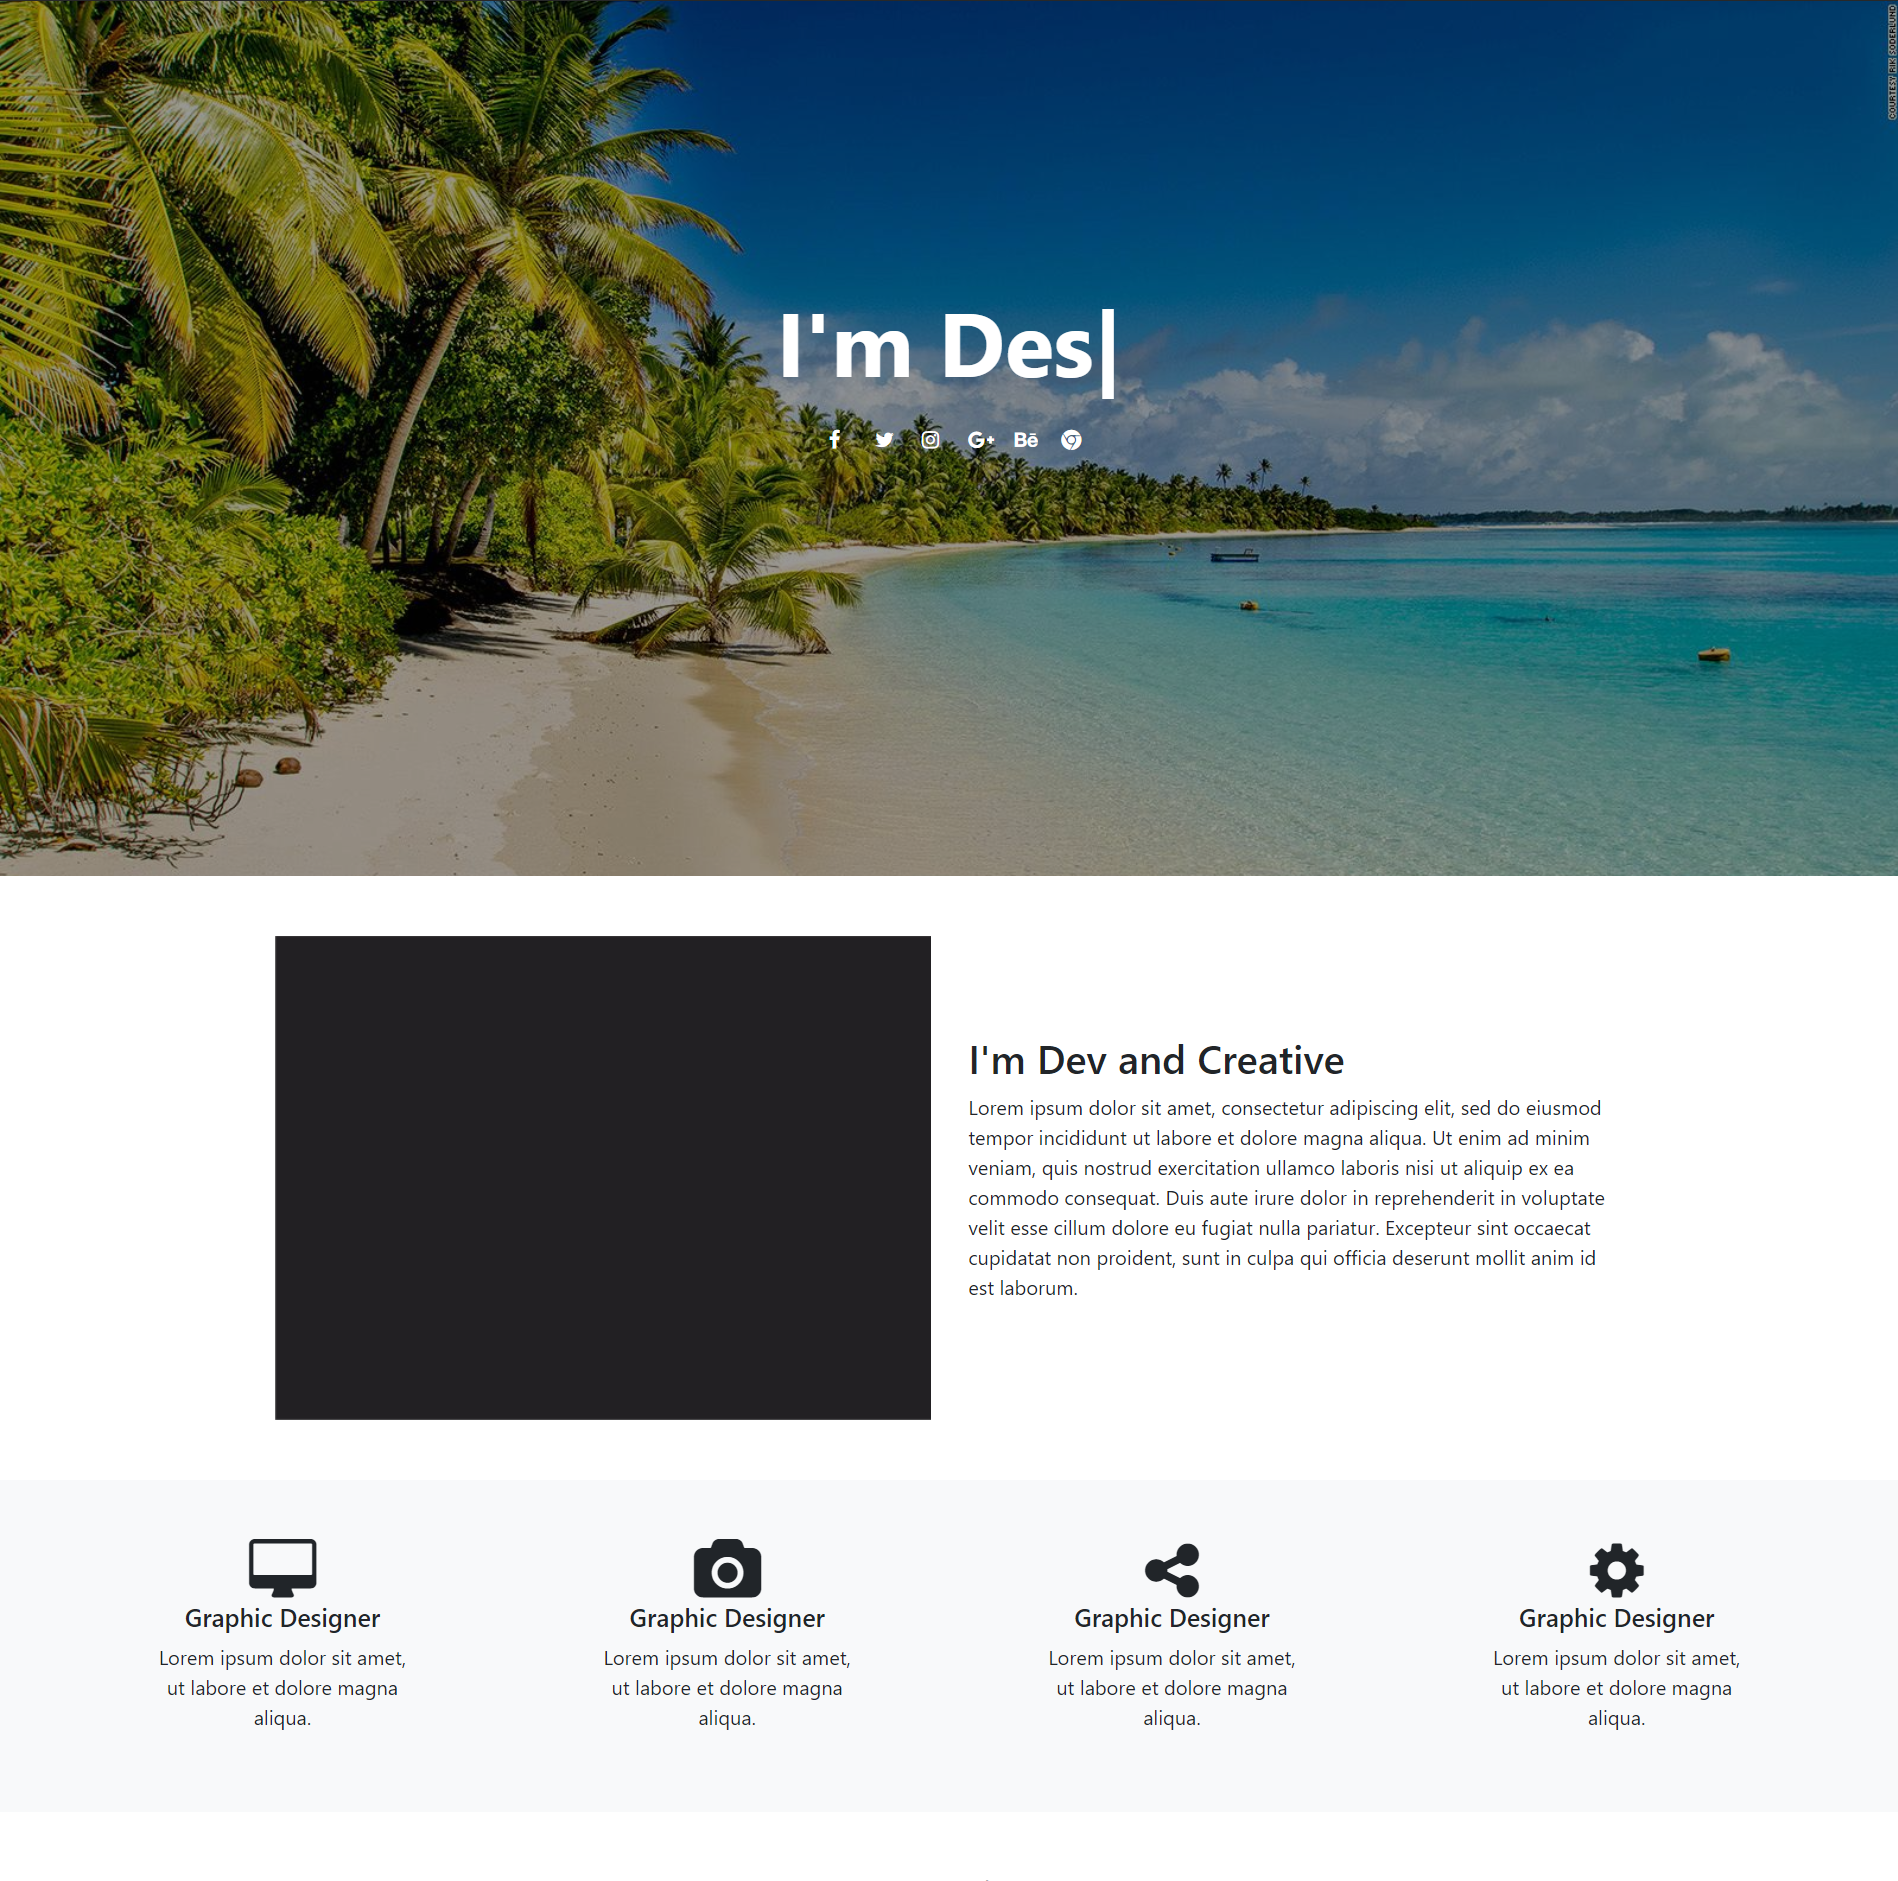 COURTESY RIK SODERLUND
I'm Des|
Bē
I'm Dev and Creative
Lorem ipsum dolor sit amet, consectetur adipiscing elit, sed do eiusmod
tempor incididunt ut labore et dolore magna aliqua. Ut enim ad minim
veniam, quis nostrud exercitation ullamco laboris nisi ut aliquip ex ea
commodo consequat. Duis aute irure dolor in reprehenderit in voluptate
velit esse cillum dolore eu fugiat nulla pariatur. Excepteur sint occaecat
cupidatat non proident, sunt in culpa qui officia deserunt mollit anim id
est laborum.
Graphic Designer
Lorem ipsum dolor sit amet,
ut labore et dolore magna
aliqua.
Graphic Designer
Lorem ipsum dolor sit amet,
ut labore et dolore magna
aliqua.
Graphic Designer
Lorem ipsum dolor sit amet,
ut labore et dolore magna
aliqua.
Graphic Designer
Lorem ipsum dolor sit amet,
ut labore et dolore magna
aliqua.